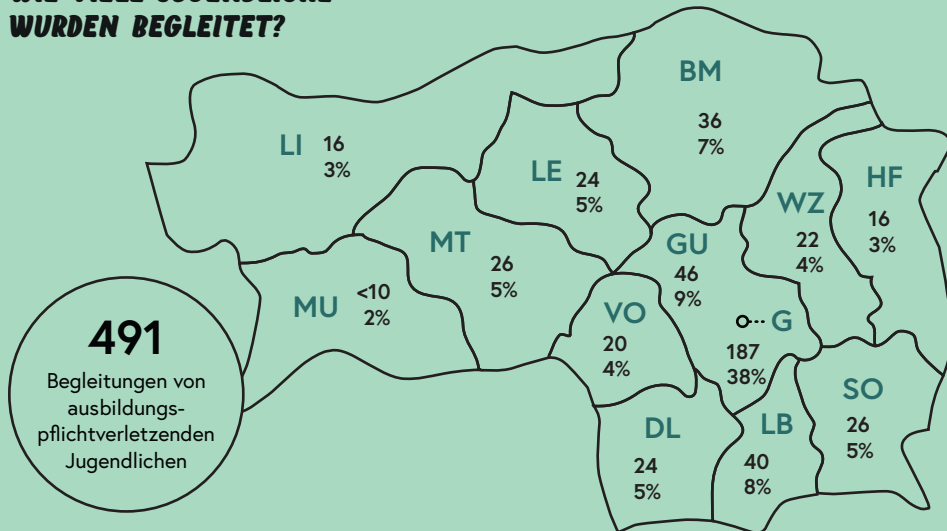 WURDEN BEGLEITET?
BM
36
7%
LI 16
3%
LE 24
5%
HF
16
3%
WZ
22
4%
MT
26
5%
GU
46
9%
MU <10
2%
VO
20
4%
G
187
38%
491
Begleitungen von
ausbildungs-
pflichtverletzenden
Jugendlichen
SO
26
5%
DL
24
5%
LB
40
8%